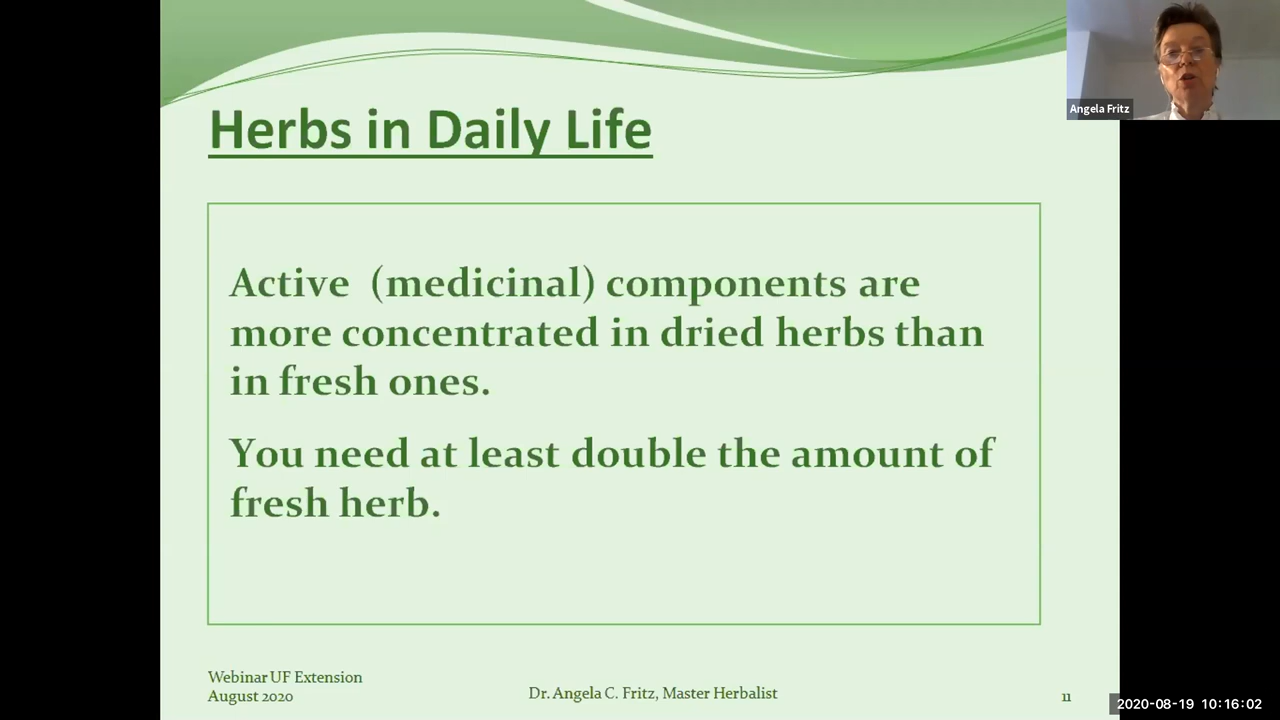 Angela Fritz
Herbs in Daily Life
Active (medicinal) components are
more concentrated in dried herbs than
in fresh ones.
You need at least double the amount of
fresh herb.
Webinar UF Extension
August 2020
Dr. Angela C. Fritz, Master Herbalist
11
2020-08-19 10:16:02